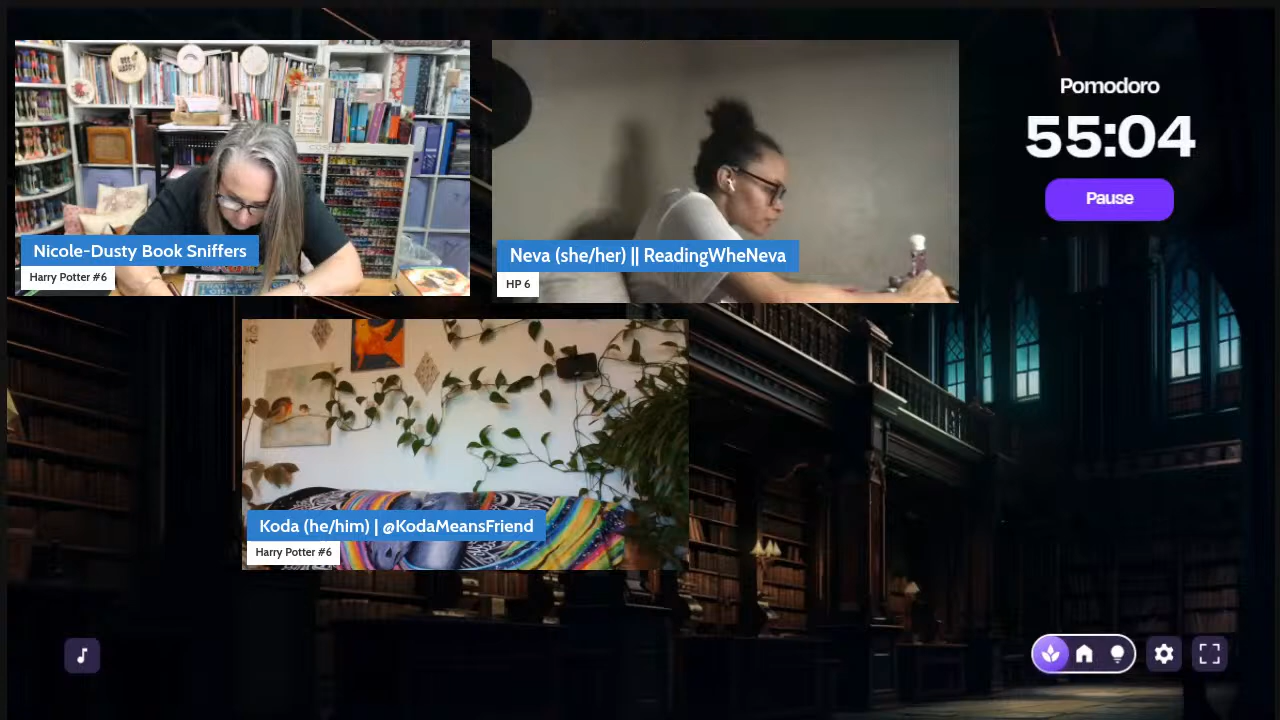 Nicole-Dusty Book Sniffers
Harry Potter #6
Neva (she/her) || ReadingWheNeva
HP 6
Pomodoro
55:04
Pause
Koda (he/him) | @KodaMeansFriend
Harry Potter #6